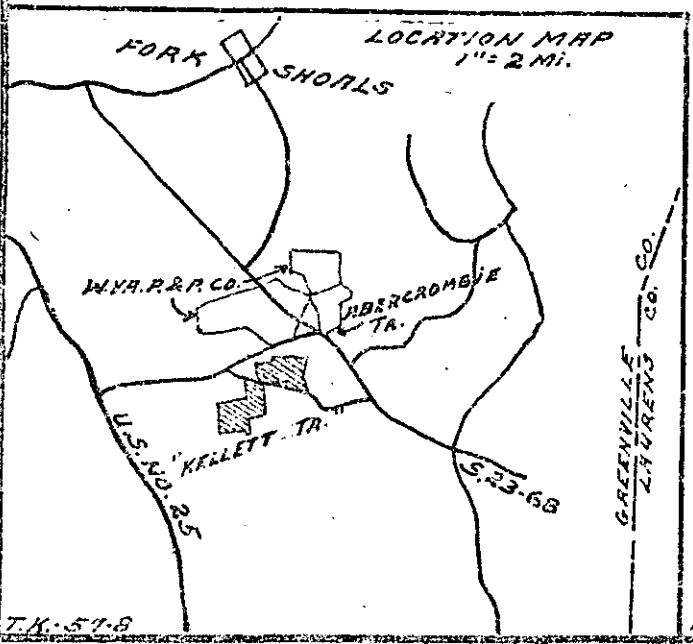 LOCATION MAP
1"= 2 MI.
FORK
SHOALS
W.VA.P.&P. CO.
ABERCROMBIE
TR.
"KELLETT TR."
U.S. NO. 25
S.23-68
GREENVILLE CO.
LAURENS CO.
T.K.-57-8